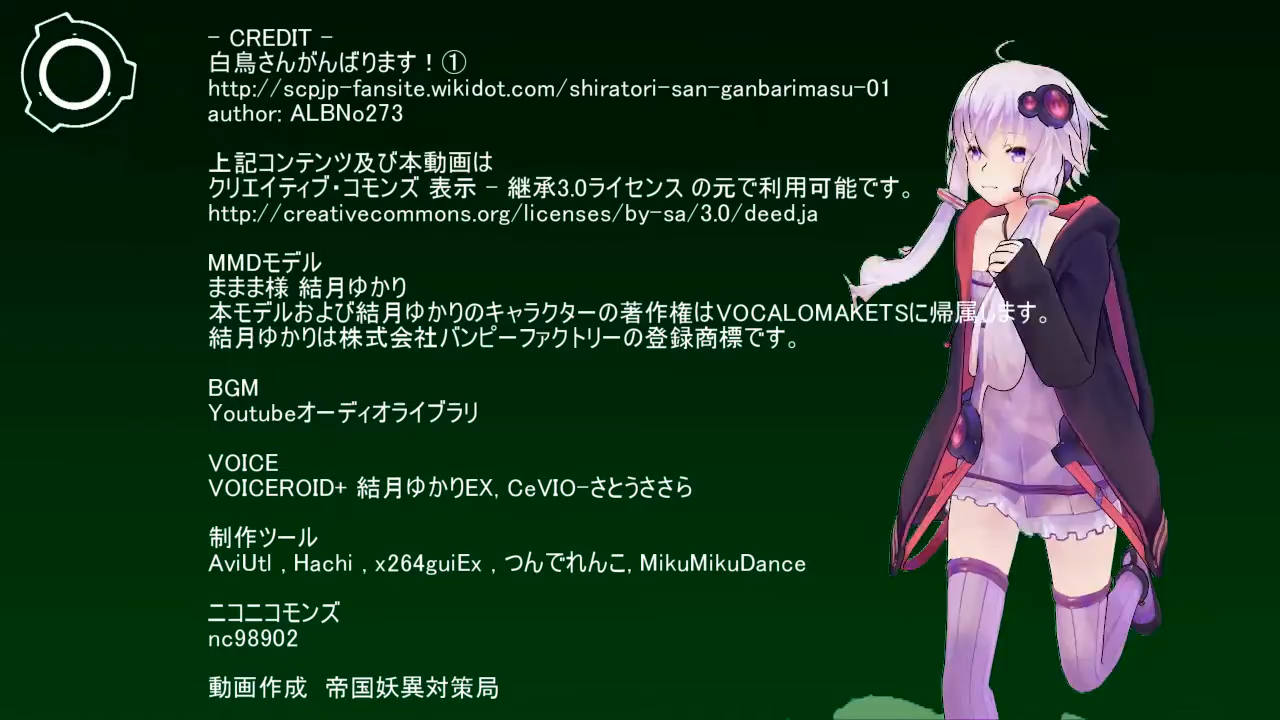 - CREDIT -
白鳥さんがんばります！①
http://scpjp-fansite.wikidot.com/shiratori-san-ganbarimasu-01
author: ALBNo273
上記コンテンツ及び本動画は
クリエイティブ・コモンズ 表示 - 継承3.0ライセンス の元で利用可能です。
http://creativecommons.org/licenses/by-sa/3.0/deed.ja
MMDモデル
ままま様 結月ゆかり
本モデルおよび結月ゆかりのキャラクターの著作権はVOCALOMAKETSに帰属します。
結月ゆかりは株式会社バンピーファクトリーの登録商標です。
BGM
Youtubeオーディオライブラリ
VOICE
VOICEROID+ 結月ゆかりEX, CeVIO-さとうささら
制作ツール
AviUtl , Hachi , x264guiEx , つんでれんこ, MikuMikuDance
ニコニコモンズ
nc98902
動画作成　帝国妖異対策局